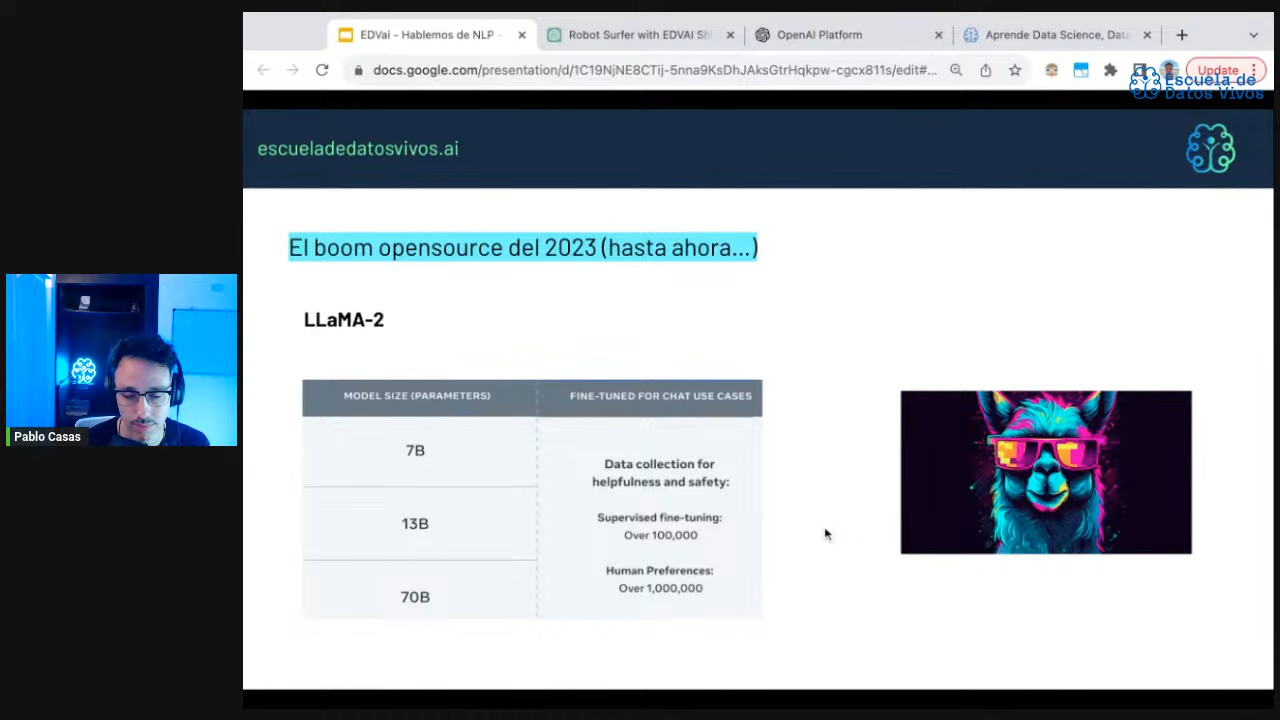 EDVai - Hablemos de NLP -
Robot Surfer with EDVAI Shi
OpenAI Platform
Aprende Data Science, Data
docs.google.com/presentation/d/1C19NjNE8CTij-5nna9KsDhJAksGtrHqkpw-cgcx811s/edit#...
Update
Escuela de
Datos Vivos
escueladedatosvivos.ai
El boom opensource del 2023 (hasta ahora...)
LLaMA-2
MODEL SIZE (PARAMETERS)
FINE-TUNED FOR CHAT USE CASES
7B
13B
70B
Data collection for
helpfulness and safety:
Supervised fine-tuning:
Over 100,000
Human Preferences:
Over 1,000,000
Pablo Casas